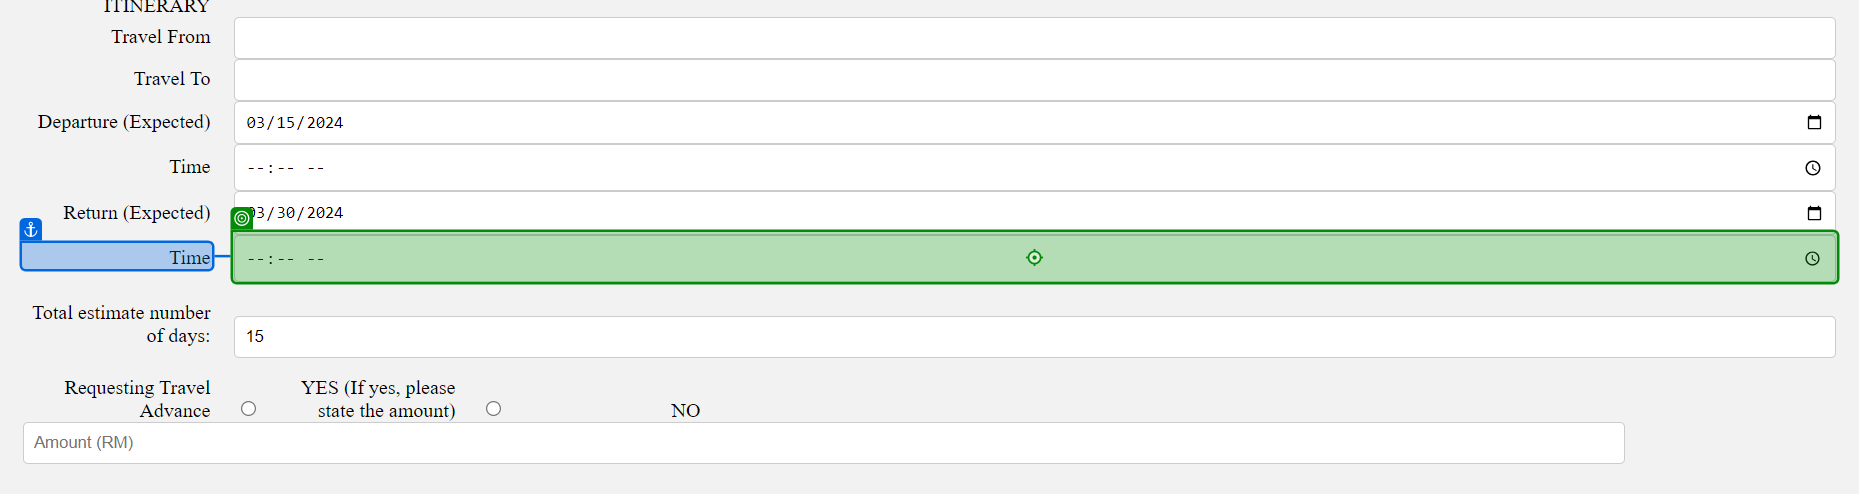 ITINERARY
Travel From
Travel To
Departure (Expected) 03/15/2024
Time --:-- --
Return (Expected) 03/30/2024
Time --:-- --
Total estimate number
of days: 15
Requesting Travel
Advance
YES (If yes, please
state the amount)
NO
Amount (RM)